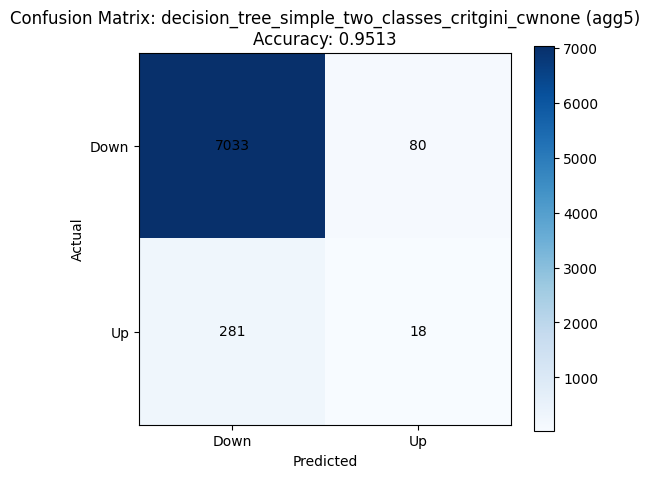 Confusion Matrix: decision_tree_simple_two_classes_critgini_cwnone (agg5)
Accuracy: 0.9513
7000
6000
5000
4000
3000
2000
1000
Down
7033
80
Actual
Up
281
18
Down
Up
Predicted